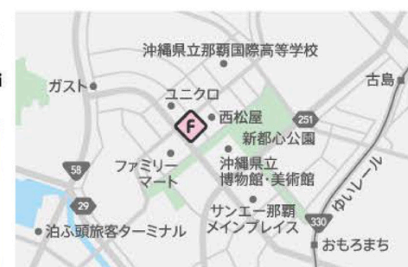 沖縄県立那覇国際高等学校
ガスト
古島
ユニクロ
西松屋
F
251
新都心公園
ファミリー
マート
沖縄県立
博物館・美術館
58
29
サンエー那覇
メインプレイス
330
ゆいレール
泊ふ頭旅客ターミナル
おもろまち